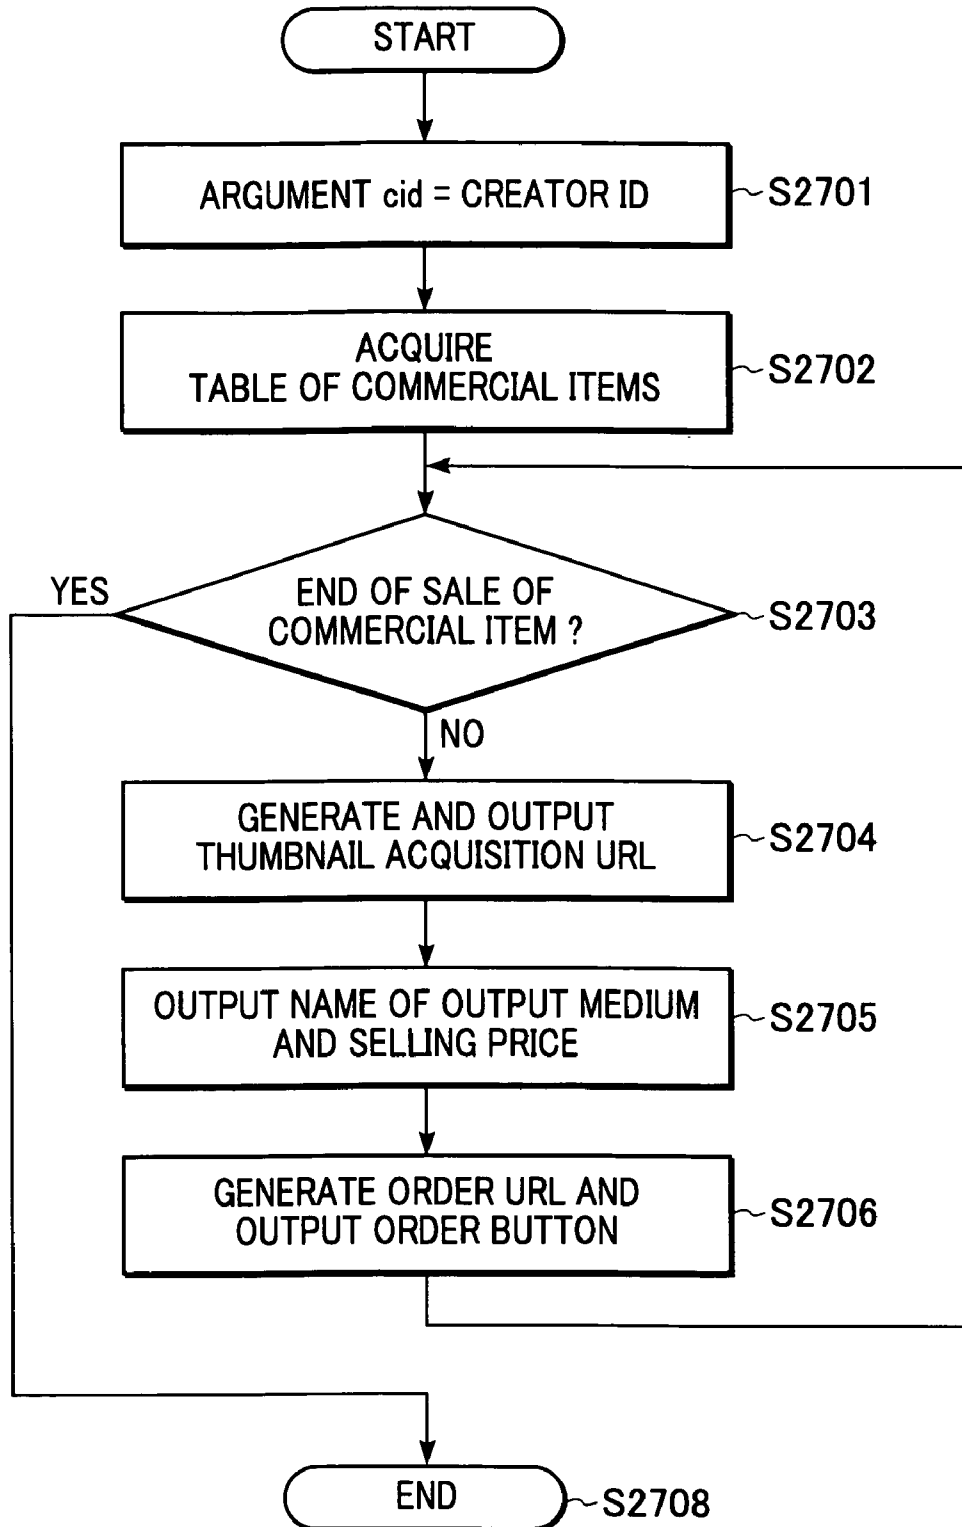 START
ARGUMENT cid = CREATOR ID
S2701
ACQUIRE
TABLE OF COMMERCIAL ITEMS
S2702
YES
END OF SALE OF
COMMERCIAL ITEM ?
S2703
NO
GENERATE AND OUTPUT
THUMBNAIL ACQUISITION URL
S2704
OUTPUT NAME OF OUTPUT MEDIUM
AND SELLING PRICE
S2705
GENERATE ORDER URL AND
OUTPUT ORDER BUTTON
S2706
END
S2708